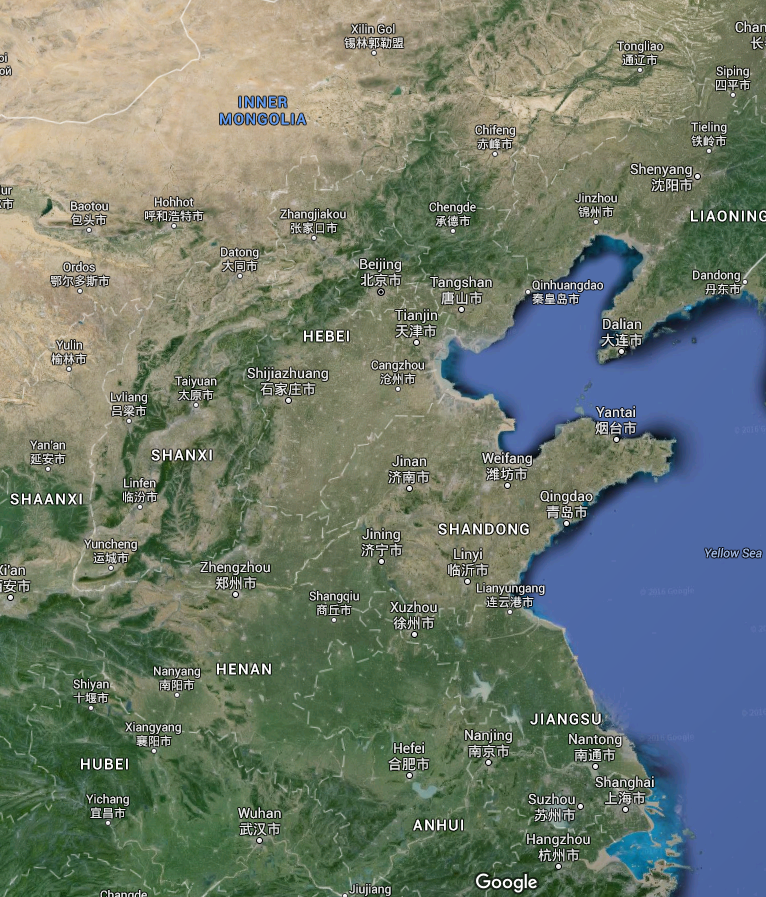 Xilin Gol
锡林郭勒盟
Tongliao
通辽市
Siping
四平市
INNER
MONGOLIA
Chifeng
赤峰市
Tieling
铁岭市
Shenyang
沈阳市
Baotou
包头市
Hohhot
呼和浩特市
Zhangjiakou
张家口市
Chengde
承德市
Jinzhou
锦州市
LIAONING
Datong
大同市
Ordos
鄂尔多斯市
Beijing
北京市
Tangshan
唐山市
Qinhuangdao
秦皇岛市
Dandong
丹东市
Tianjin
天津市
Dalian
大连市
HEBEI
Yulin
榆林市
Taiyuan
太原市
Shijiazhuang
石家庄市
Cangzhou
沧州市
Lvliang
吕梁市
Yantai
烟台市
Yan'an
延安市
SHANXI
Jinan
济南市
Weifang
潍坊市
Linfen
临汾市
SHAANXI
Qingdao
青岛市
SHANDONG
Jining
济宁市
Yuncheng
运城市
Yellow Sea
Linyi
临沂市
Zhengzhou
郑州市
Xi'an
西安市
Lianyungang
连云港市
Shangqiu
商丘市
Xuzhou
徐州市
HENAN
Nanyang
南阳市
Shiyan
十堰市
JIANGSU
Xiangyang
襄阳市
Nanjing
南京市
Nantong
南通市
Hefei
合肥市
HUBEI
Shanghai
上海市
Yichang
宜昌市
Suzhou
苏州市
Wuhan
武汉市
ANHUI
Hangzhou
杭州市
Google
Changde
Jiujiang